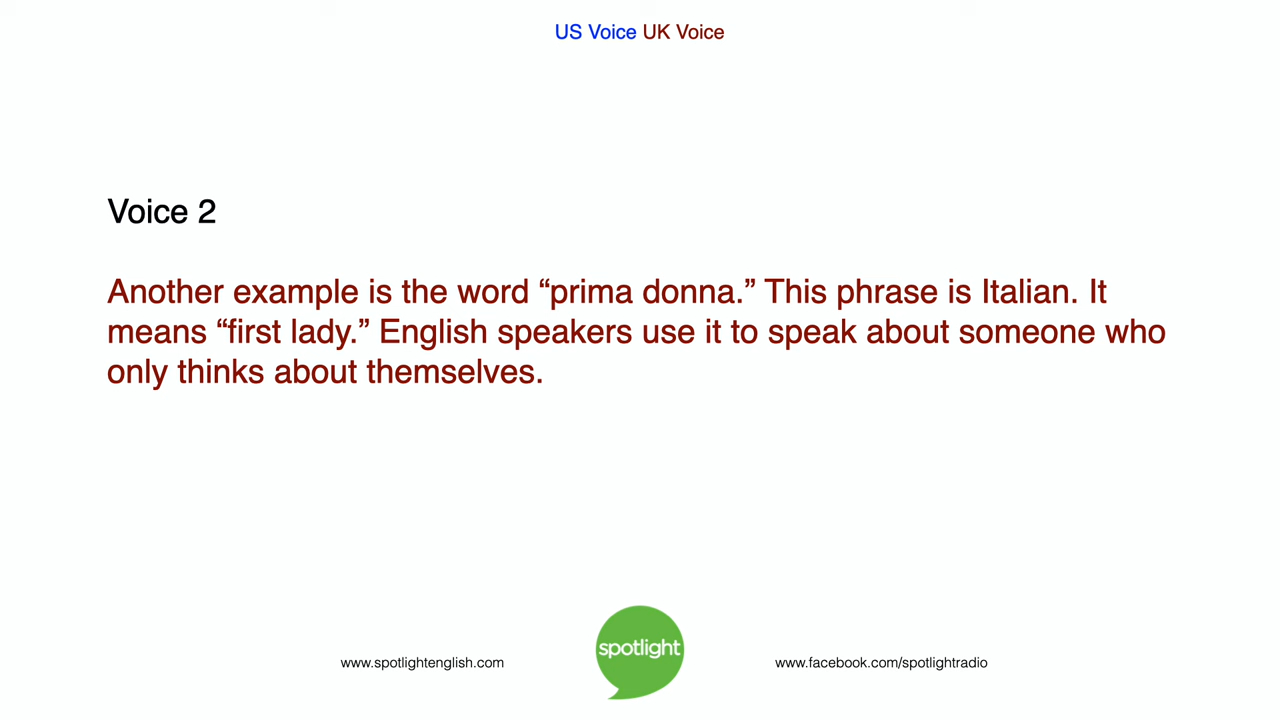 US Voice UK Voice
Voice 2
Another example is the word “prima donna.” This phrase is Italian. It
means “first lady.” English speakers use it to speak about someone who
only thinks about themselves.
www.spotlightenglish.com
spotlight
www.facebook.com/spotlightradio